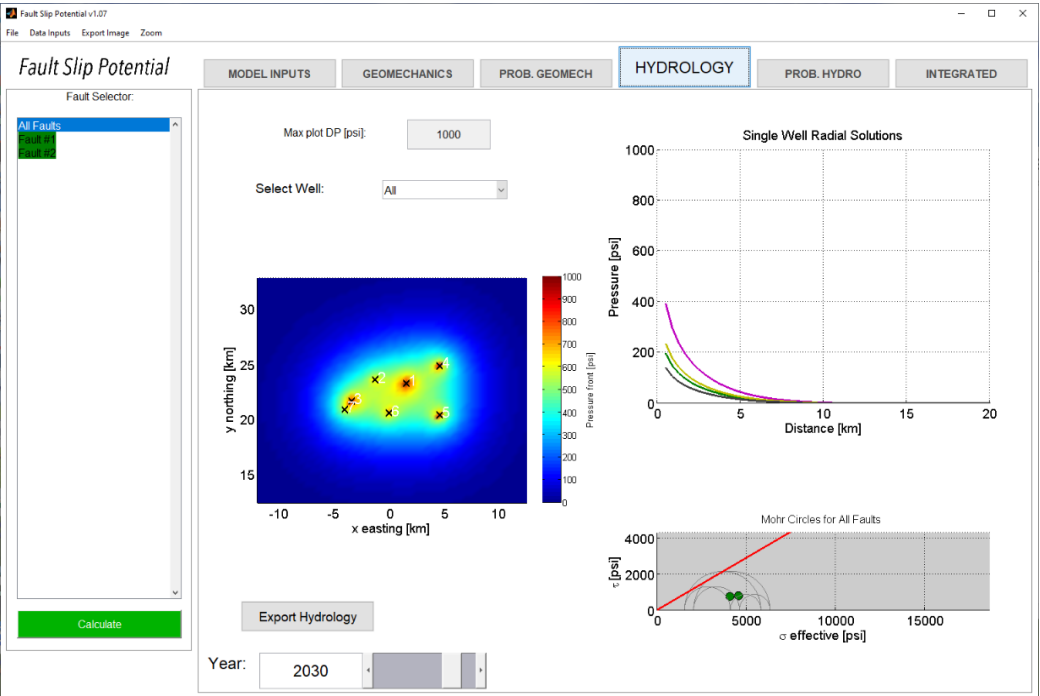 Fault Slip Potential v1.07
File Data Inputs Export Image Zoom
Fault Slip Potential
MODEL INPUTS GEOMECHANICS PROB. GEOMECH HYDROLOGY PROB. HYDRO INTEGRATED
Fault Selector:
All Faults
Fault #1
Fault #2
Calculate
Max plot DP [psi]: 1000
Select Well: All
30
25
20
15
y northing [km]
-10 -5 0 5 10
x easting [km]
1
2
3
4
5
6
1000
900
800
700
600
500
400
300
200
100
0
Pressure front [psi]
Export Hydrology
Year: 2030
Single Well Radial Solutions
1000
800
600
400
200
0
Pressure [psi]
0 5 10 15 20
Distance [km]
Mohr Circles for All Faults
4000
2000
0
τ [psi]
0 5000 10000 15000
σ effective [psi]